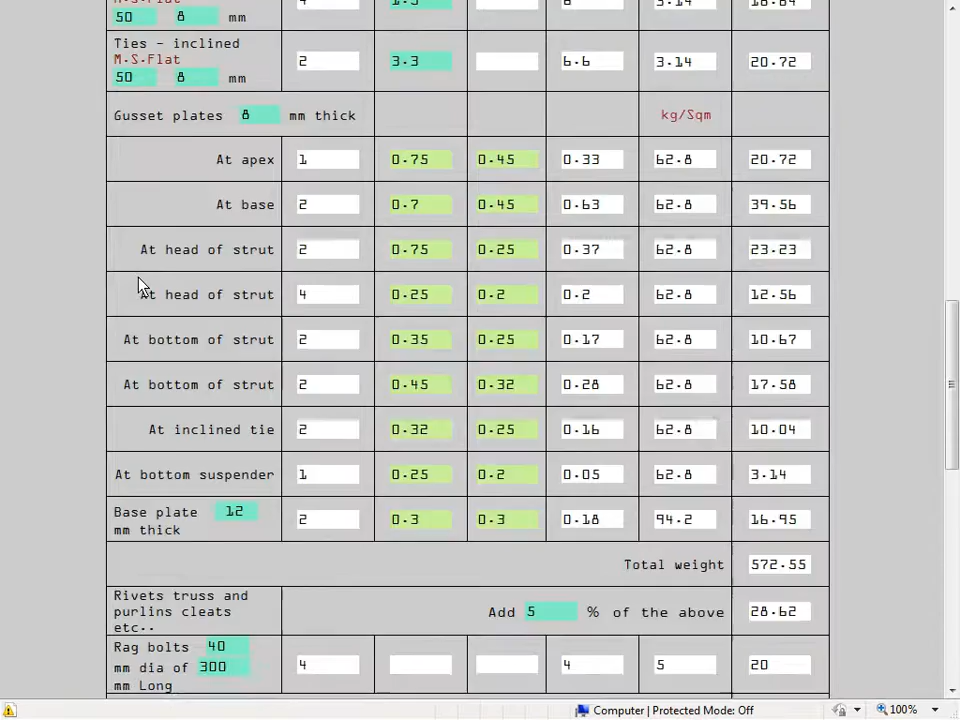 M.S.Flat 4 1.5 6 3.14 18.84
50 8 mm
Ties - inclined
M.S.Flat 2 3.3 6.6 3.14 20.72
50 8 mm
Gusset plates 8 mm thick kg/Sqm
At apex 1 0.75 0.45 0.33 62.8 20.72
At base 2 0.7 0.45 0.63 62.8 39.56
At head of strut 2 0.75 0.25 0.37 62.8 23.23
At head of strut 4 0.25 0.2 0.2 62.8 12.56
At bottom of strut 2 0.35 0.25 0.17 62.8 10.67
At bottom of strut 2 0.45 0.32 0.28 62.8 17.58
At inclined tie 2 0.32 0.25 0.16 62.8 10.04
At bottom suspender 1 0.25 0.2 0.05 62.8 3.14
Base plate 12 2 0.3 0.3 0.18 94.2 16.95
mm thick
Total weight 572.55
Rivets truss and
purlins cleats Add 5 % of the above 28.62
etc..
Rag bolts 40
mm dia of 300 4 4 5 20
mm Long
Computer | Protected Mode: Off 100%